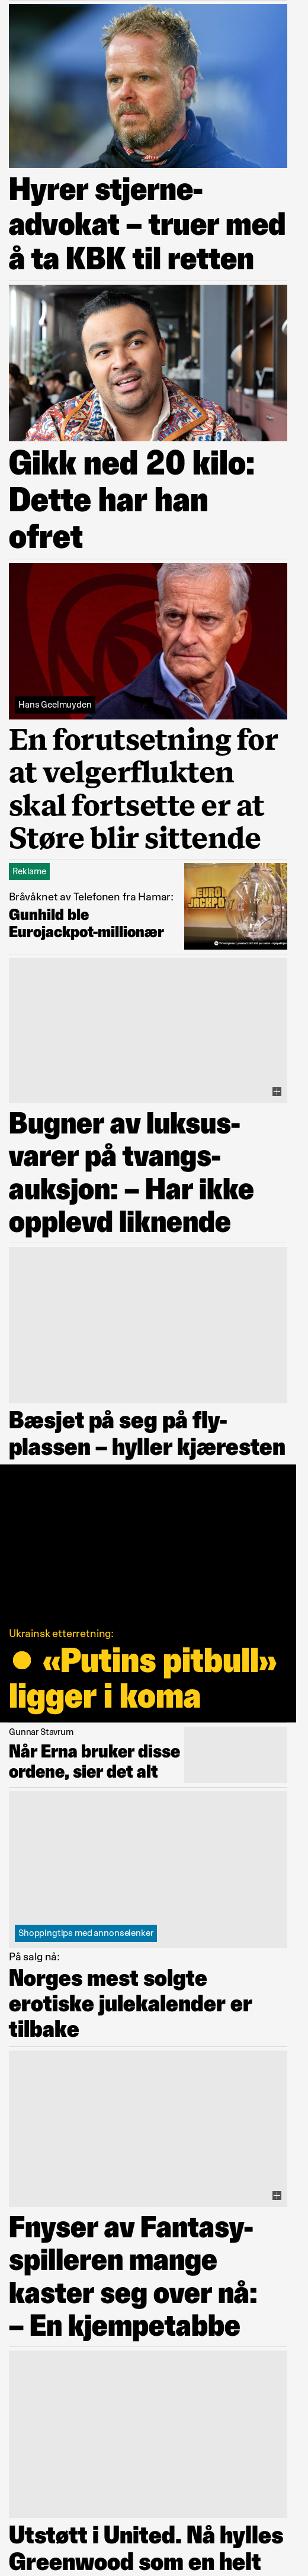 Hyrer stjerne-
advokat – truer med
å ta KBK til retten
Gikk ned 20 kilo:
Dette har han
ofret
Hans Geelmuyden
En forutsetning for
at velgerflukten
skal fortsette er at
Støre blir sittende
Reklame
Bråvåknet av Telefonen fra Hamar:
Gunhild ble
Eurojackpot-millionær
EURO
JACKPOT
Bugner av luksus-
varer på tvangs-
auksjon: – Har ikke
opplevd liknende
Bæsjet på seg på fly-
plassen – hyller kjæresten
Ukrainsk etterretning:
● «Putins pitbull»
ligger i koma
Gunnar Stavrum
Når Erna bruker disse
ordene, sier det alt
Shoppingtips med annonselenker
På salg nå:
Norges mest solgte
erotiske julekalender er
tilbake
Fnyser av Fantasy-
spilleren mange
kaster seg over nå:
– En kjempetabbe
Utstøtt i United. Nå hylles
Greenwood som en helt